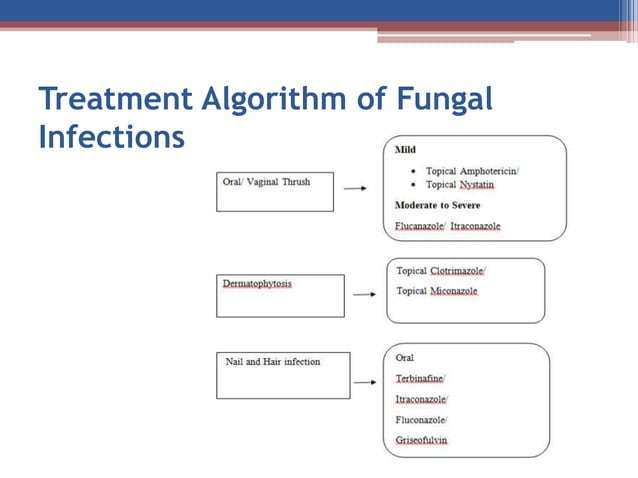 Treatment Algorithm of Fungal
Infections
Oral/ Vaginal Thrush
Mild
• Topical Amphotericin/
• Topical Nystatin
Moderate to Severe
Flucanazole/ Itraconazole
Dermatophytosis
Topical Clotrimazole/
Topical Miconazole
Nail and Hair infection
Oral
Terbinafine/
Itraconazole/
Fluconazole/
Griseofulvin